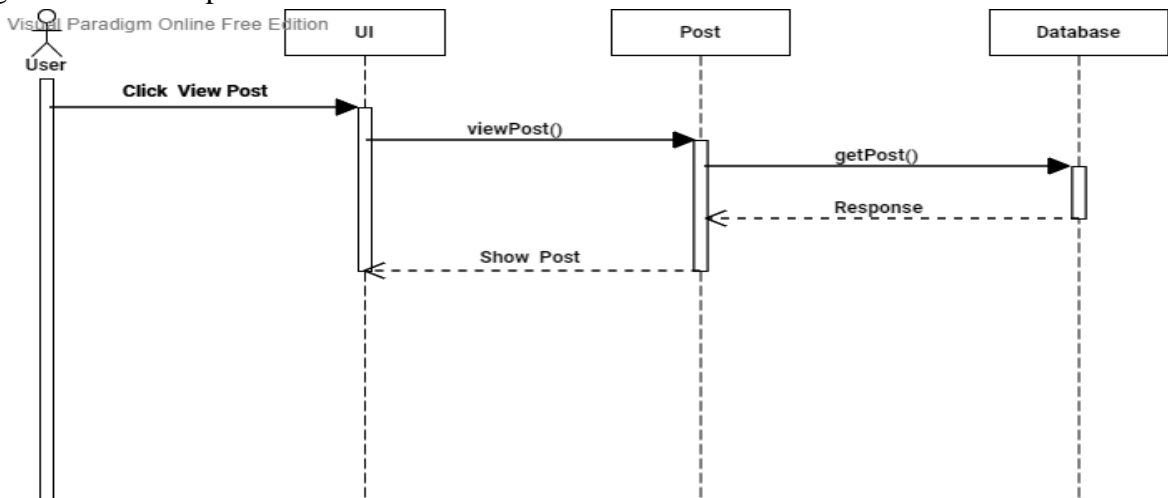 Visual Paradigm Online Free Edition
UI
Post
Database
User
Click View Post
viewPost()
getPost()
Response
Show Post